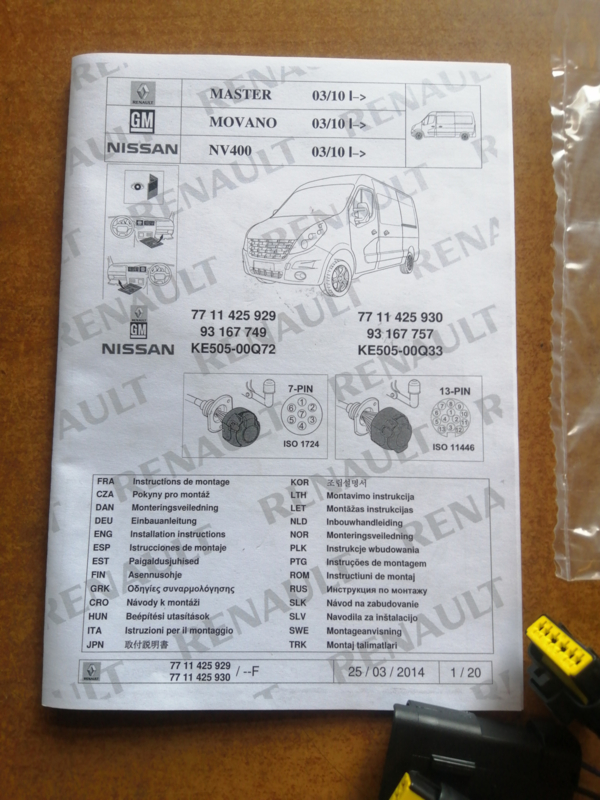 RENAULT MASTER 03/10 I–>
GM MOVANO 03/10 I–>
NISSAN NV400 03/10 I–>
77 11 425 929 77 11 425 930
GM 93 167 749 93 167 757
NISSAN KE505-00Q72 KE505-00Q33
7-PIN 13-PIN
ISO 1724 ISO 11446
FRA Instructions de montage KOR 조립설명서
CZA Pokyny pro montáž LTH Montavimo instrukcija
DAN Monteringsveiledning LET Montāžas instrukcijas
DEU Einbauanleitung NLD Inbouwhandleiding
ENG Installation instructions NOR Monteringsveiledning
ESP Istrucciones de montaje PLK Instrukcje wbudowania
EST Paigaldusjuhised PTG Instruções de montagem
FIN Asennusohje ROM Instructiuni de montaj
GRK Οδηγίες συναρμολόγησης RUS Инструкция по монтажу
CRO Návody k montáži SLK Návod na zabudovanie
HUN Beépítési utasítások SLV Navodila za inštalacijo
ITA Istruzioni per il montaggio SWE Montageanvisning
JPN 取付説明書 TRK Montaj talimatlari
77 11 425 929
77 11 425 930 / --F 25 / 03 / 2014 1 / 20
RENAULT